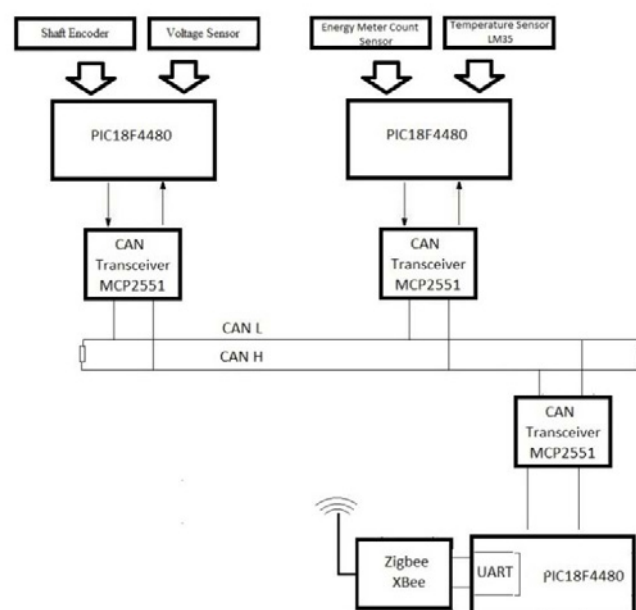 Shaft Encoder
Voltage Sensor
Energy Meter Count
Sensor
Temperature Sensor
LM35
PIC18F4480
PIC18F4480
CAN
Transceiver
MCP2551
CAN
Transceiver
MCP2551
CAN L
CAN H
CAN
Transceiver
MCP2551
Zigbee
XBee
UART
PIC18F4480